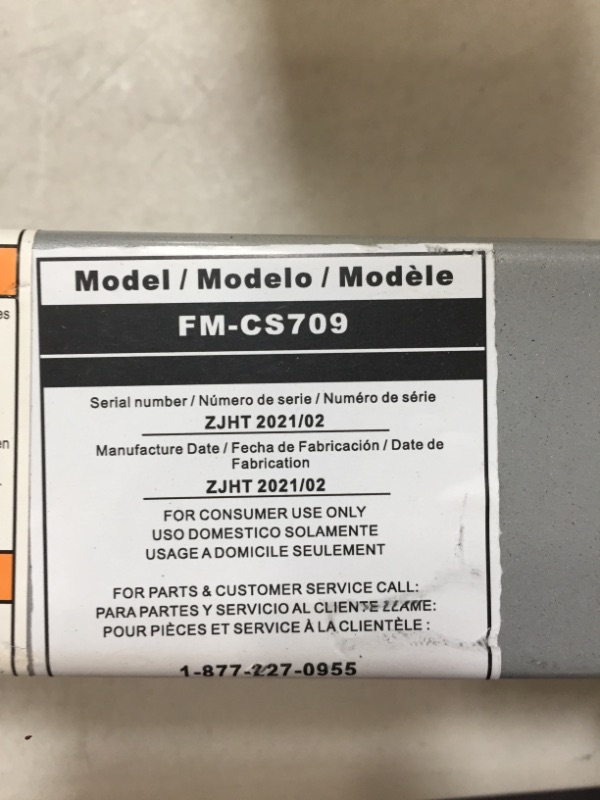 Model / Modelo / Modèle
FM-CS709
Serial number / Número de serie / Numéro de série
ZJHT 2021/02
Manufacture Date / Fecha de Fabricación / Date de
Fabrication
ZJHT 2021/02
FOR CONSUMER USE ONLY
USO DOMESTICO SOLAMENTE
USAGE A DOMICILE SEULEMENT
FOR PARTS & CUSTOMER SERVICE CALL:
PARA PARTES Y SERVICIO AL CLIENTE LLAME:
POUR PIÈCES ET SERVICE À LA CLIENTÈLE :
1-877-227-0955